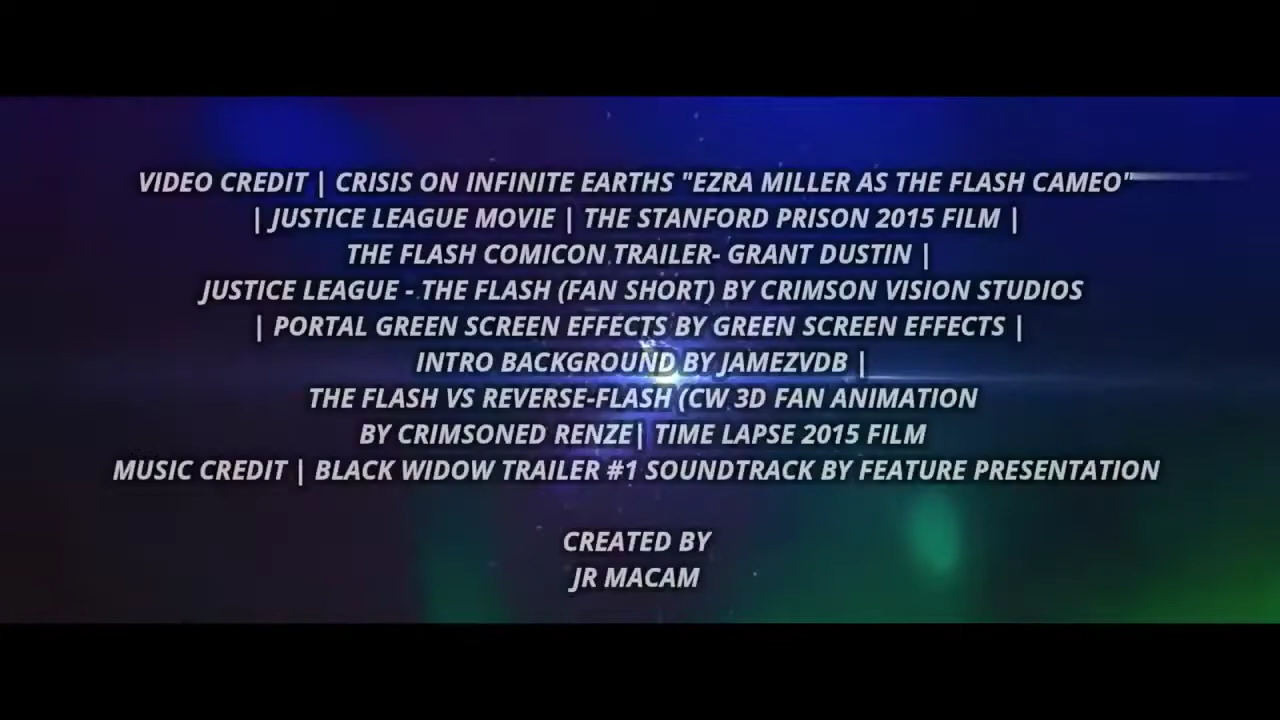 VIDEO CREDIT | CRISIS ON INFINITE EARTHS "EZRA MILLER AS THE FLASH CAMEO"
| JUSTICE LEAGUE MOVIE | THE STANFORD PRISON 2015 FILM |
THE FLASH COMICON TRAILER- GRANT DUSTIN |
JUSTICE LEAGUE - THE FLASH (FAN SHORT) BY CRIMSON VISION STUDIOS
| PORTAL GREEN SCREEN EFFECTS BY GREEN SCREEN EFFECTS |
INTRO BACKGROUND BY JAMEZVDB |
THE FLASH VS REVERSE-FLASH (CW 3D FAN ANIMATION
BY CRIMSONED RENZE| TIME LAPSE 2015 FILM
MUSIC CREDIT | BLACK WIDOW TRAILER #1 SOUNDTRACK BY FEATURE PRESENTATION
CREATED BY
JR MACAM